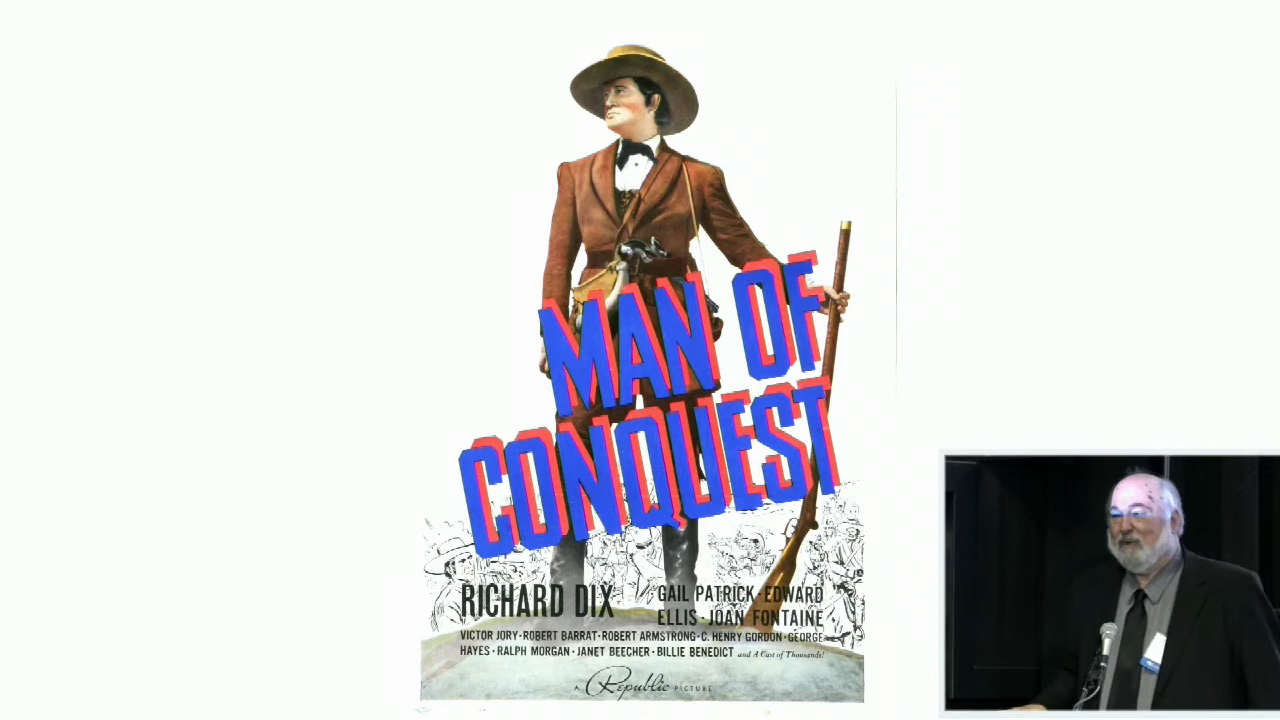 MAN OF
CONQUEST
RICHARD DIX
GAIL PATRICK · EDWARD
ELLIS · JOAN FONTAINE
VICTOR JORY · ROBERT BARRAT · ROBERT ARMSTRONG · C. HENRY GORDON · GEORGE
HAYES · RALPH MORGAN · JANET BEECHER · BILLIE BENEDICT and A Cast of Thousands!
A Republic PICTURE